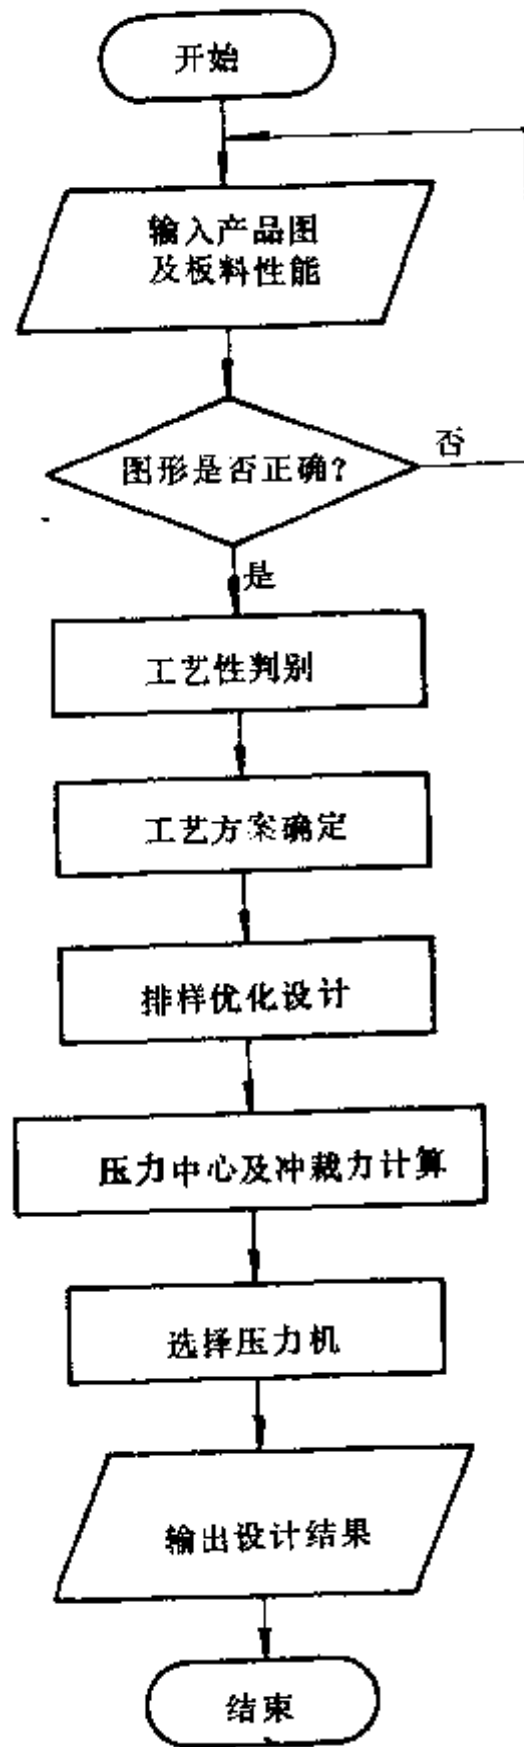 开始
输入产品图
及板料性能
图形是否正确?
否
是
工艺性判别
工艺方案确定
排样优化设计
压力中心及冲裁力计算
选择压力机
输出设计结果
结束